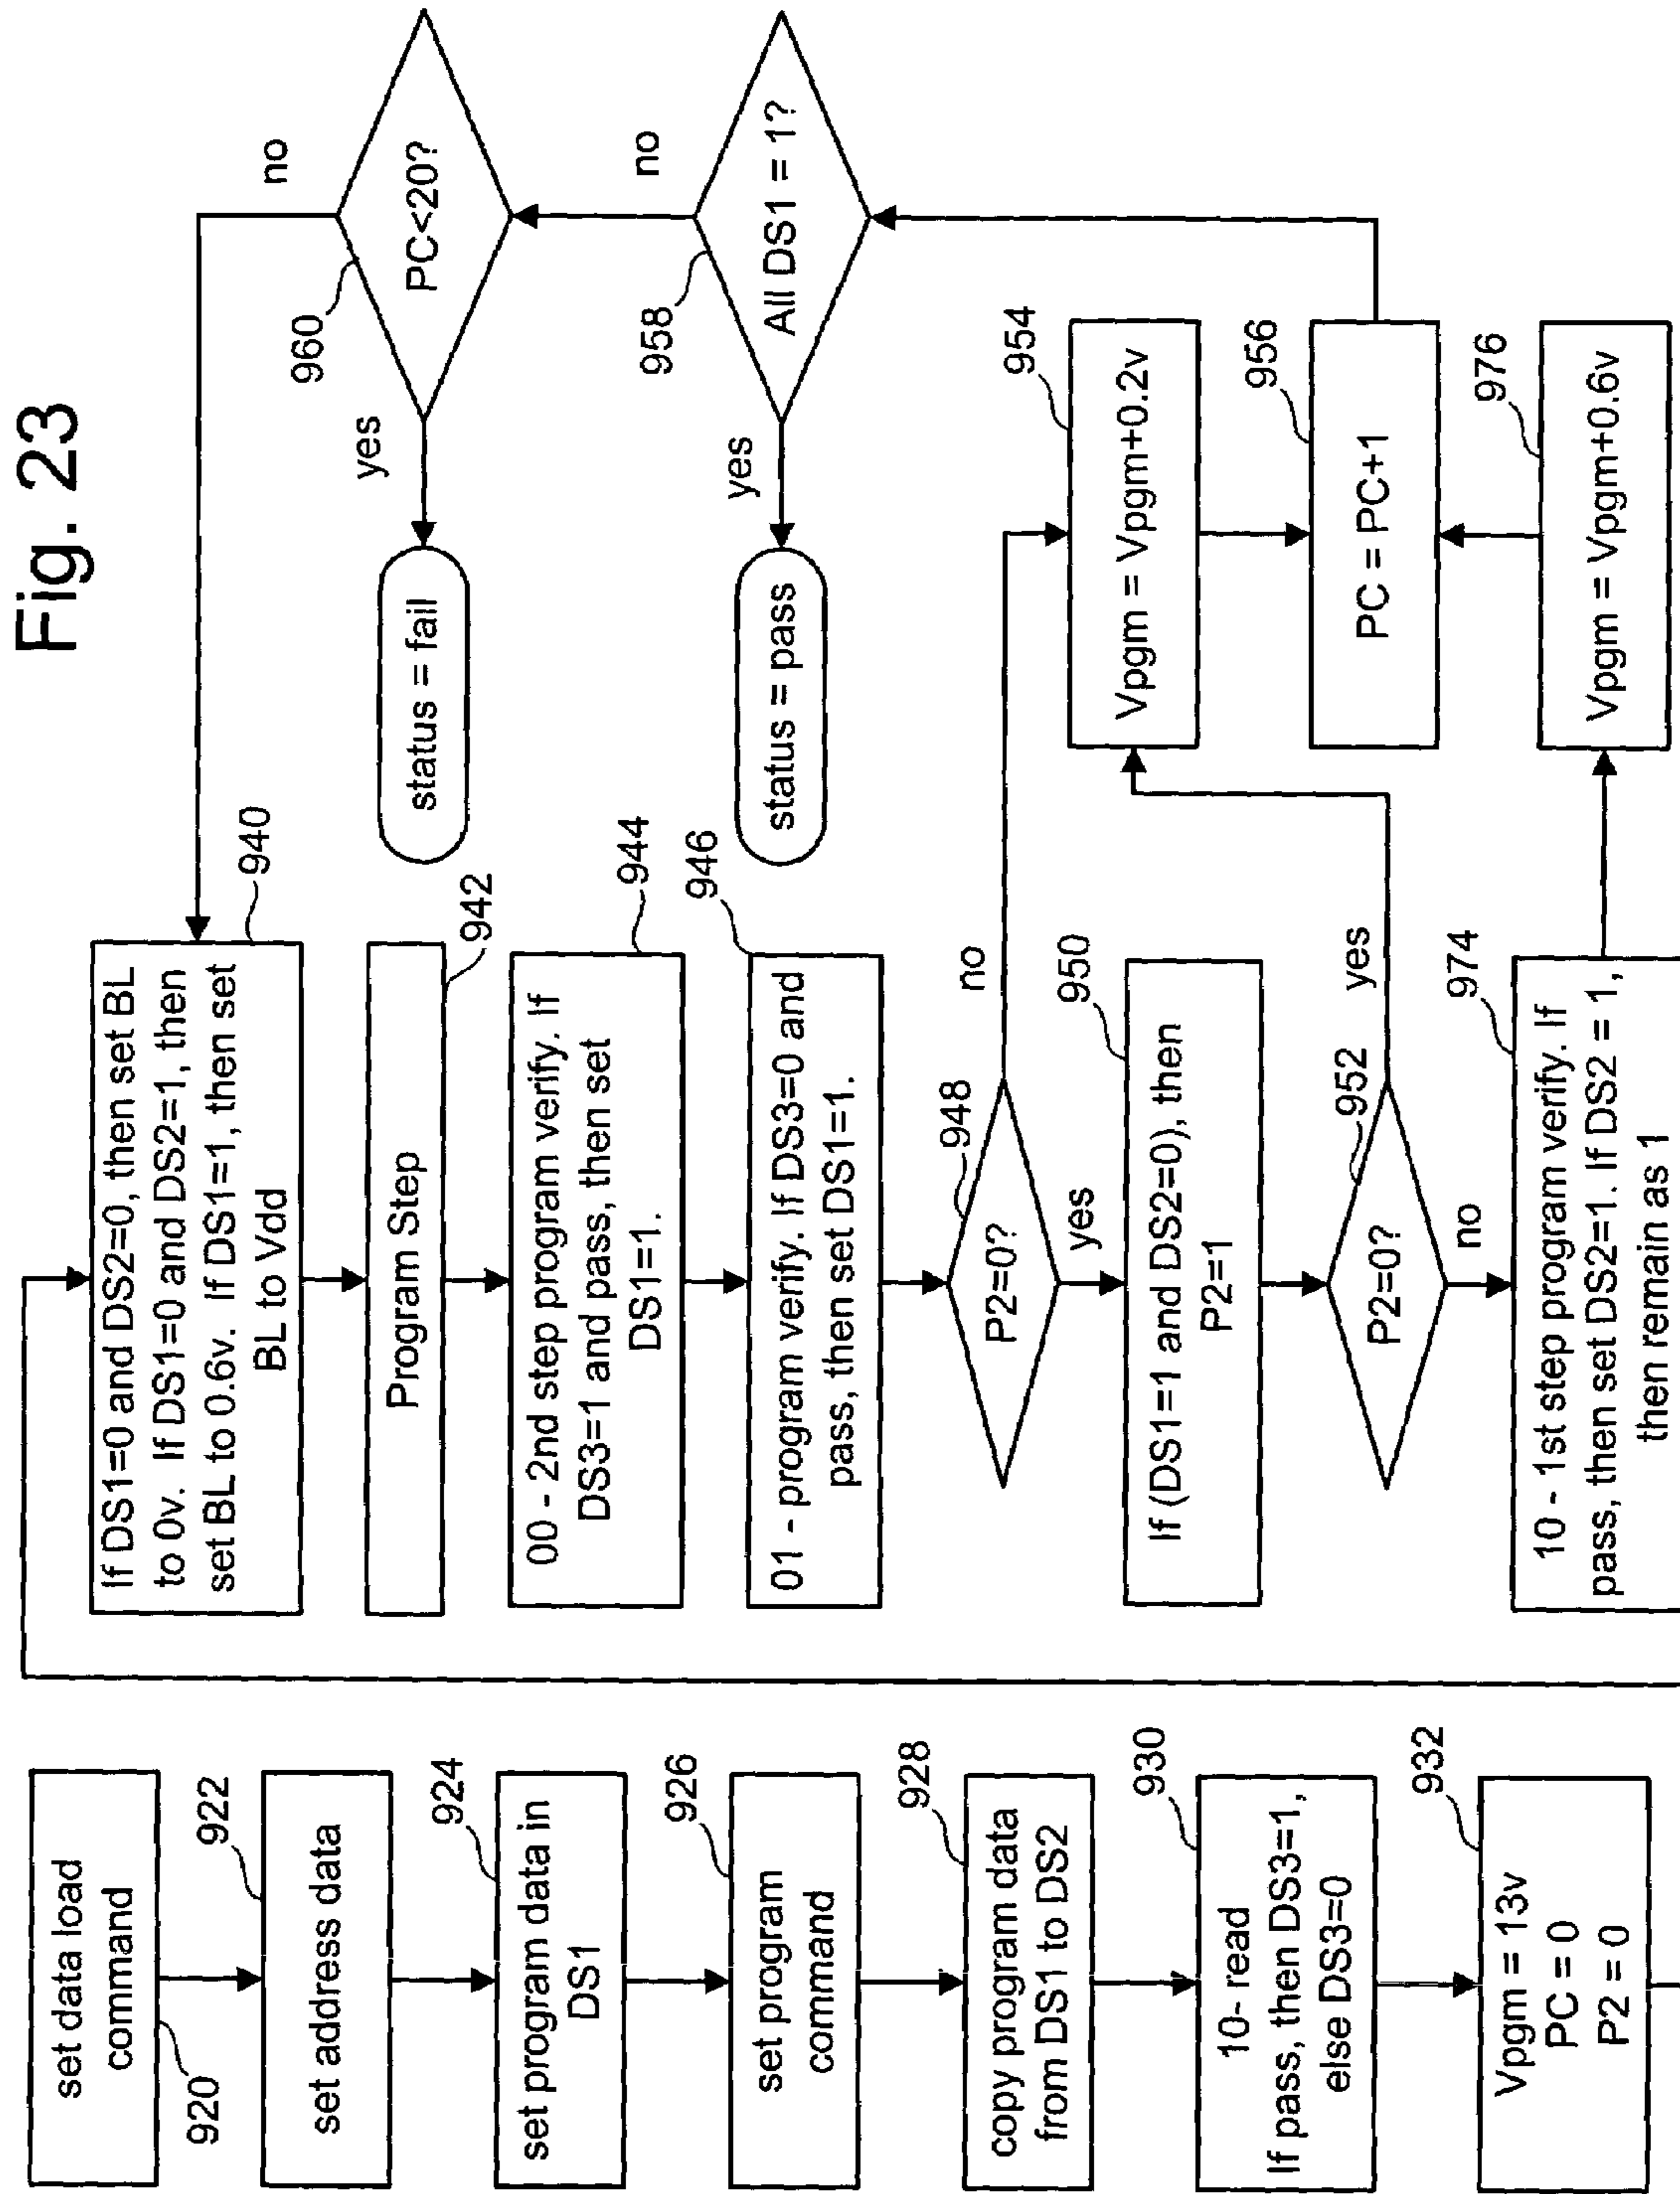 Fig. 23
set data load
command
920
set address data
922
set program data in
DS1
924
set program
command
926
copy program data
from DS1 to DS2
928
10- read
If pass, then DS3=1,
else DS3=0
930
Vpgm = 13v
PC = 0
P2 = 0
932
If DS1=0 and DS2=0, then set BL
to 0v. If DS1=0 and DS2=1, then
set BL to 0.6v. If DS1=1, then set
BL to Vdd
940
Program Step
942
00 - 2nd step program verify. If
DS3=1 and pass, then set
DS1=1.
944
01 - program verify. If DS3=0 and
pass, then set DS1=1.
946
P2=0?
948
no
yes
If (DS1=1 and DS2=0), then
P2=1
950
P2=0?
952
yes
no
10 - 1st step program verify. If
pass, then set DS2=1. If DS2 = 1,
then remain as 1
974
Vpgm = Vpgm+0.2v
954
PC = PC+1
956
Vpgm = Vpgm+0.6v
976
All DS1 = 1?
958
yes
no
status = pass
PC<20?
960
yes
no
status = fail